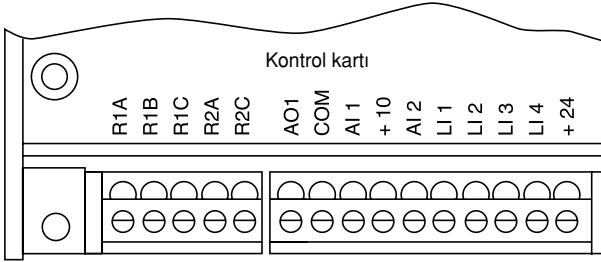 Kontrol kartı
R1A R1B R1C R2A R2C AO1 COM AI 1 + 10 AI 2 LI 1 LI 2 LI 3 LI 4 + 24